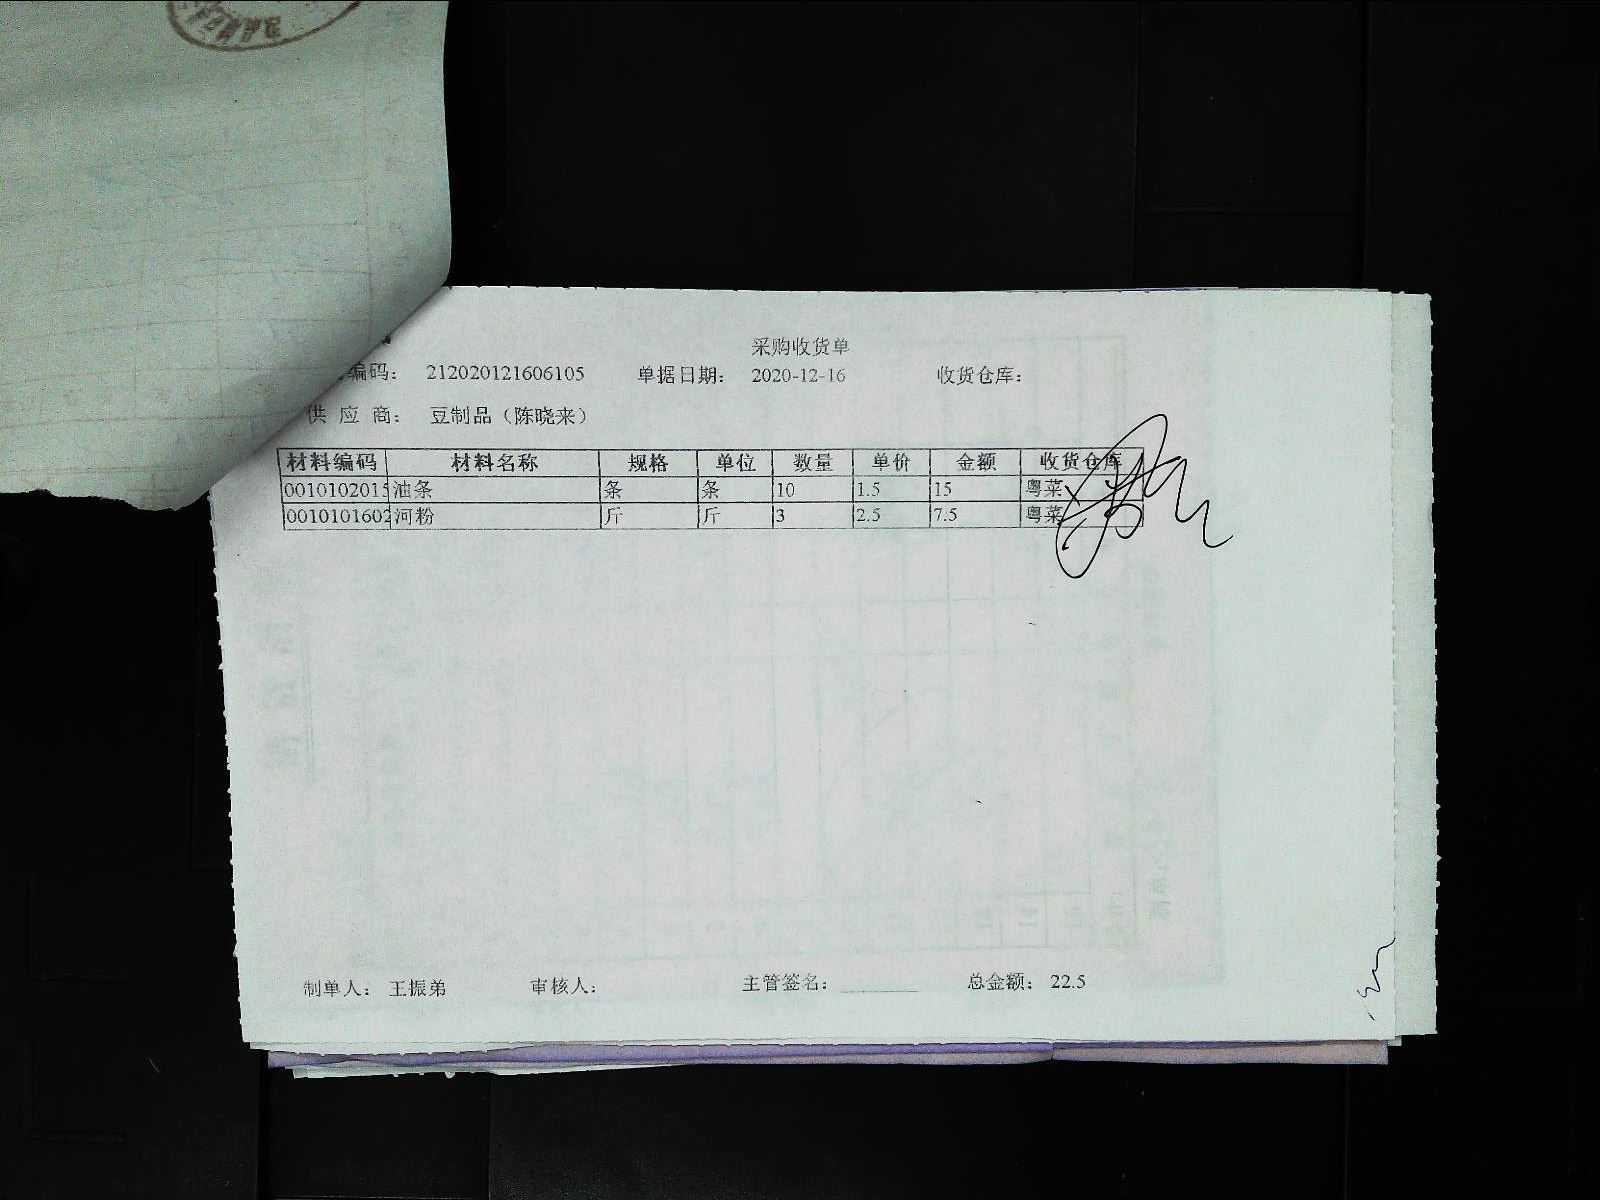 采购收货单
编码： 212020121606105 单据日期： 2020-12-16 收货仓库：
供 应 商： 豆制品（陈晓来）
材料编码 材料名称 规格 单位 数量 单价 金额 收货仓库
0010102015 油条 条 条 10 1.5 15 粤菜
0010101602 河粉 斤 斤 3 2.5 7.5 粤菜
制单人： 王振弟 审核人： 主管签名： 总金额： 22.5